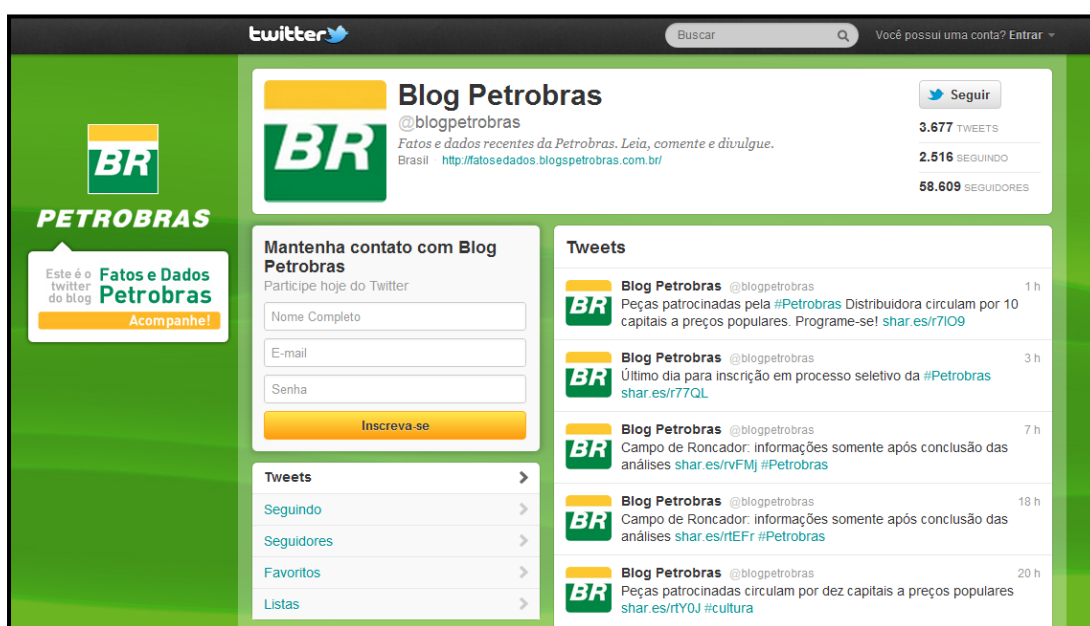 twitter
Buscar
Você possui uma conta? Entrar
BR
PETROBRAS
Este é o twitter do blog
Fatos e Dados
Petrobras
Acompanhe!
BR
Blog Petrobras
@blogpetrobras
Fatos e dados recentes da Petrobras. Leia, comente e divulgue.
Brasil · http://fatosedados.blogspetrobras.com.br/
Seguir
3.677 TWEETS
2.516 SEGUINDO
58.609 SEGUIDORES
Mantenha contato com Blog
Petrobras
Participe hoje do Twitter
Nome Completo
E-mail
Senha
Inscreva-se
Tweets
Seguindo
Seguidores
Favoritos
Listas
Tweets
BR
Blog Petrobras @blogpetrobras 1 h
Peças patrocinadas pela #Petrobras Distribuidora circulam por 10
capitais a preços populares. Programe-se! shar.es/r7lO9
BR
Blog Petrobras @blogpetrobras 3 h
Último dia para inscrição em processo seletivo da #Petrobras
shar.es/r77QL
BR
Blog Petrobras @blogpetrobras 7 h
Campo de Roncador: informações somente após conclusão das
análises shar.es/rvFMj #Petrobras
BR
Blog Petrobras @blogpetrobras 18 h
Campo de Roncador: informações somente após conclusão das
análises shar.es/rtEFr #Petrobras
BR
Blog Petrobras @blogpetrobras 20 h
Peças patrocinadas circulam por dez capitais a preços populares
shar.es/rtY0J #cultura